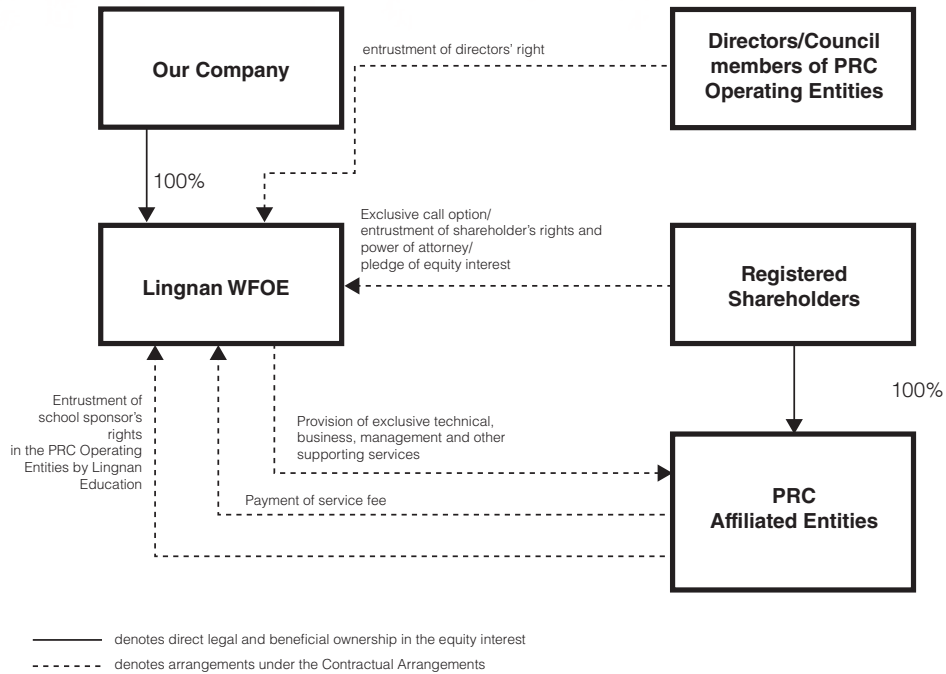 Our Company
entrustment of directors’ right
Directors/Council
members of PRC
Operating Entities
100%
Exclusive call option/
entrustment of shareholder’s rights and
power of attorney/
pledge of equity interest
Lingnan WFOE
Registered
Shareholders
100%
Entrustment of
school sponsor’s
rights
in the PRC Operating
Entities by Lingnan
Education
Provision of exclusive technical,
business, management and other
supporting services
Payment of service fee
PRC
Affiliated Entities
denotes direct legal and beneficial ownership in the equity interest
denotes arrangements under the Contractual Arrangements